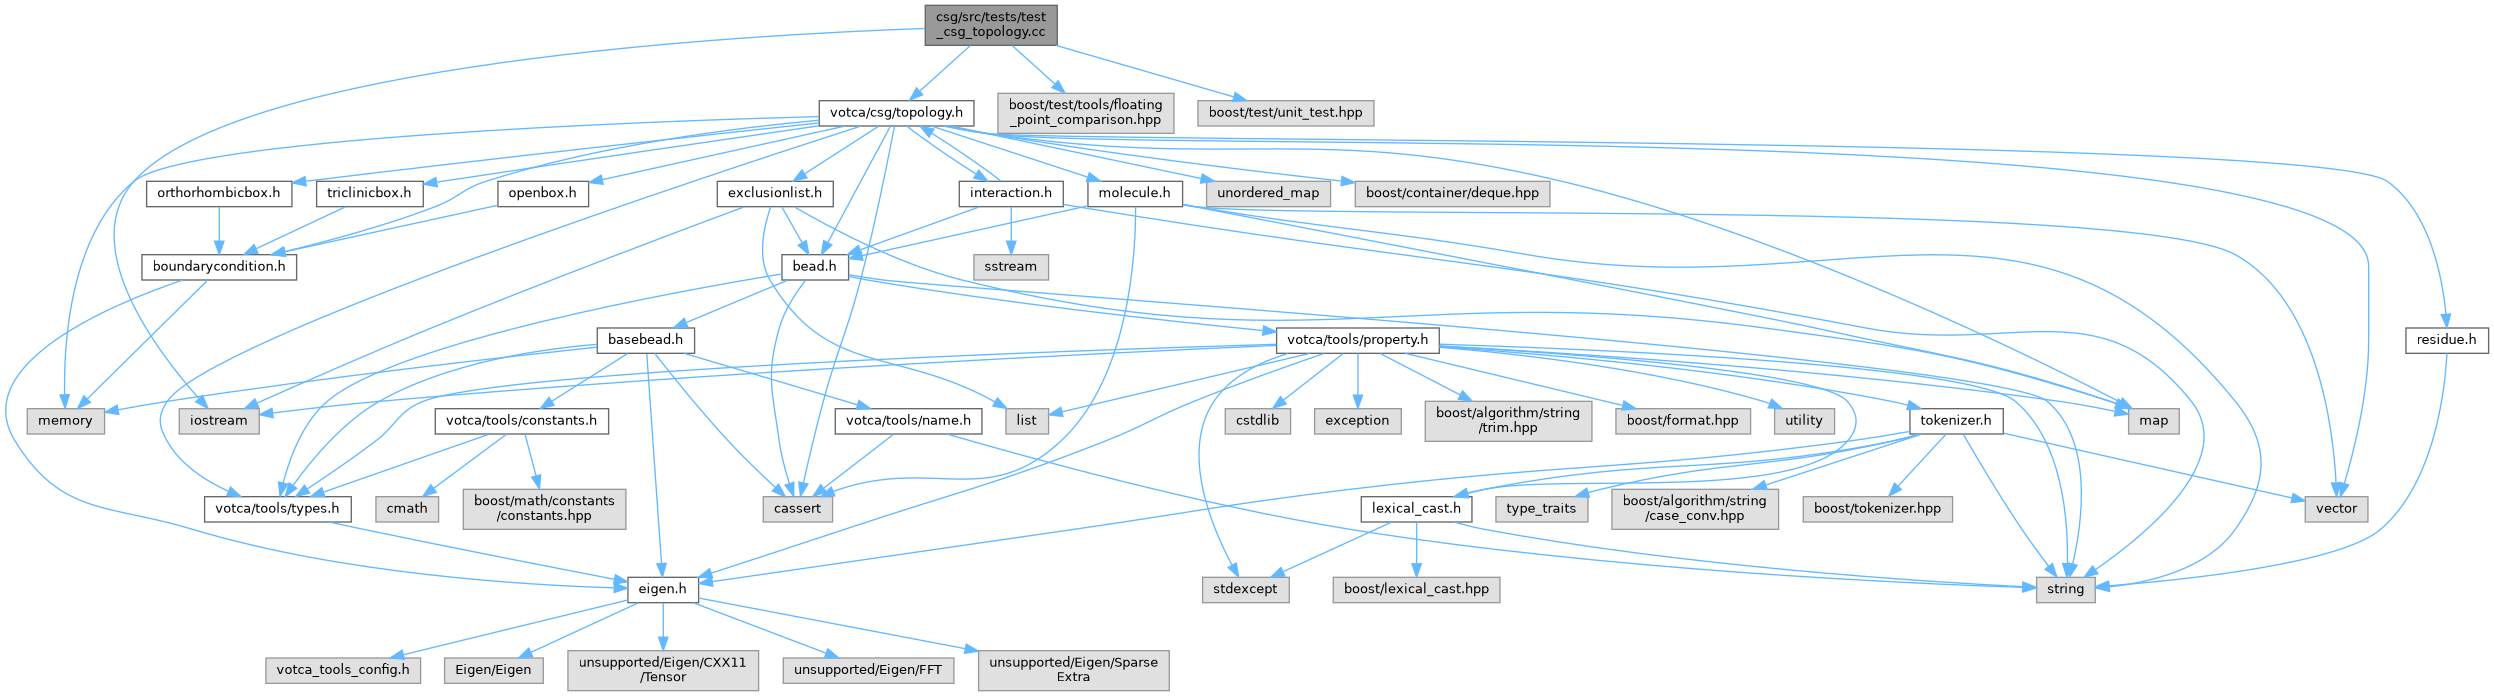 csg/src/tests/test
_csg_topology.cc
votca/csg/topology.h
boost/test/tools/floating
_point_comparison.hpp
boost/test/unit_test.hpp
orthorhombicbox.h
triclinicbox.h
openbox.h
exclusionlist.h
interaction.h
molecule.h
unordered_map
boost/container/deque.hpp
boundarycondition.h
bead.h
sstream
basebead.h
votca/tools/property.h
residue.h
memory
iostream
votca/tools/constants.h
votca/tools/name.h
list
cstdlib
exception
boost/algorithm/string
/trim.hpp
boost/format.hpp
utility
tokenizer.h
map
votca/tools/types.h
cmath
boost/math/constants
/constants.hpp
cassert
lexical_cast.h
type_traits
boost/algorithm/string
/case_conv.hpp
boost/tokenizer.hpp
vector
eigen.h
stdexcept
boost/lexical_cast.hpp
string
votca_tools_config.h
Eigen/Eigen
unsupported/Eigen/CXX11
/Tensor
unsupported/Eigen/FFT
unsupported/Eigen/Sparse
Extra